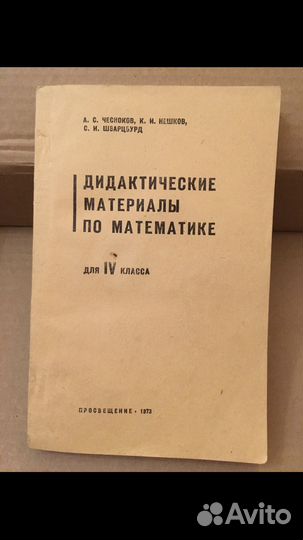 А. С. ЧЕСНОКОВ, К. И. НЕШКОВ,
С. И. ШВАРЦБУРД
ДИДАКТИЧЕСКИЕ
МАТЕРИАЛЫ
ПО МАТЕМАТИКЕ
ДЛЯ IV КЛАССА
ПРОСВЕЩЕНИЕ • 1973
Avito